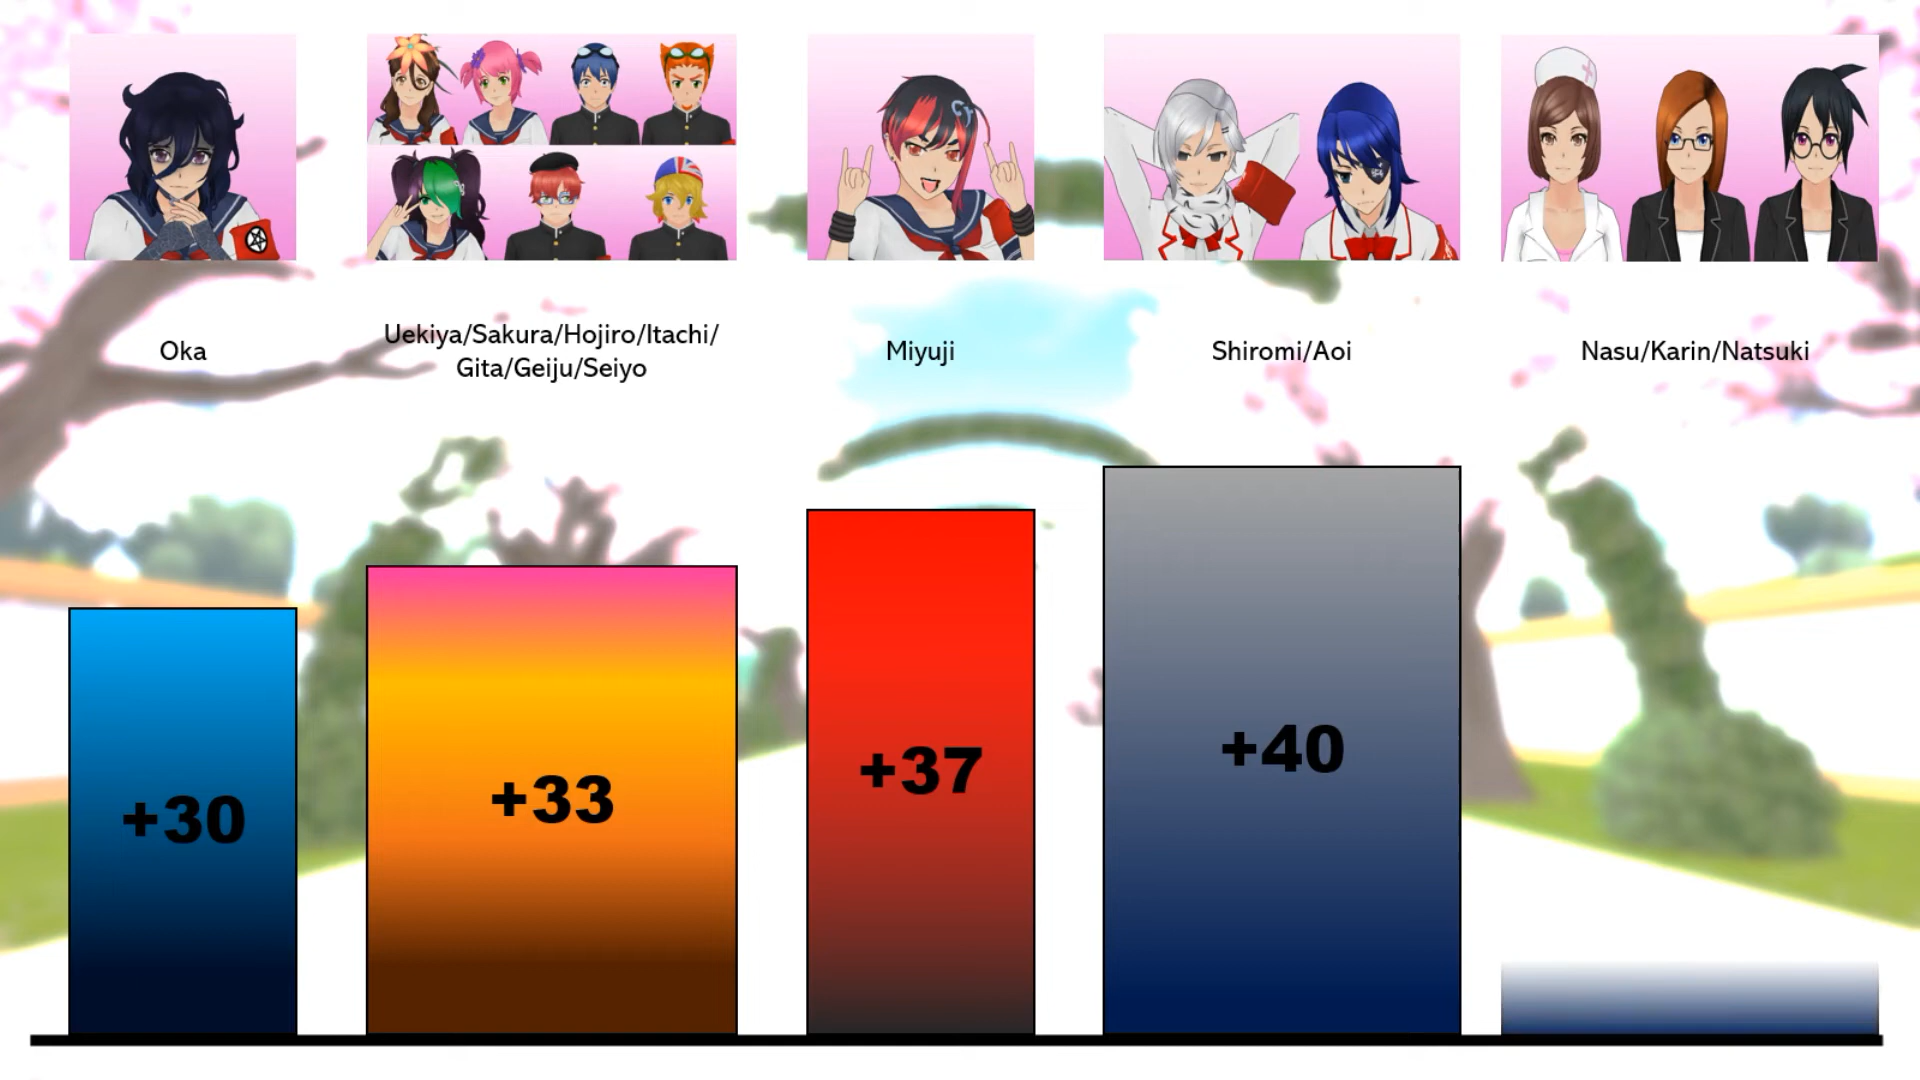 Oka
Uekiya/Sakura/Hojiro/Itachi/
Gita/Geiju/Seiyo
Miyuji
Shiromi/Aoi
Nasu/Karin/Natsuki
+30
+33
+37
+40